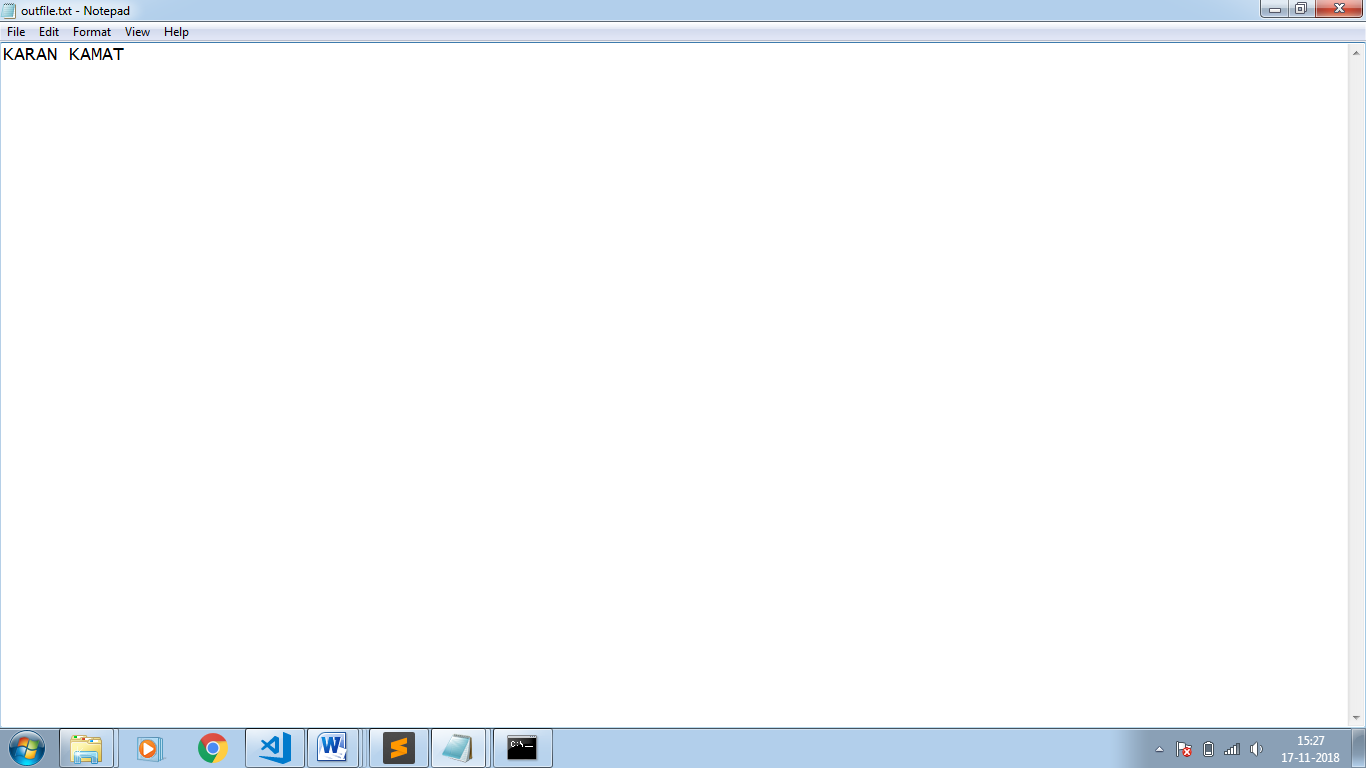 outfile.txt - Notepad
File Edit Format View Help
KARAN KAMAT
C:\
15:27
17-11-2018